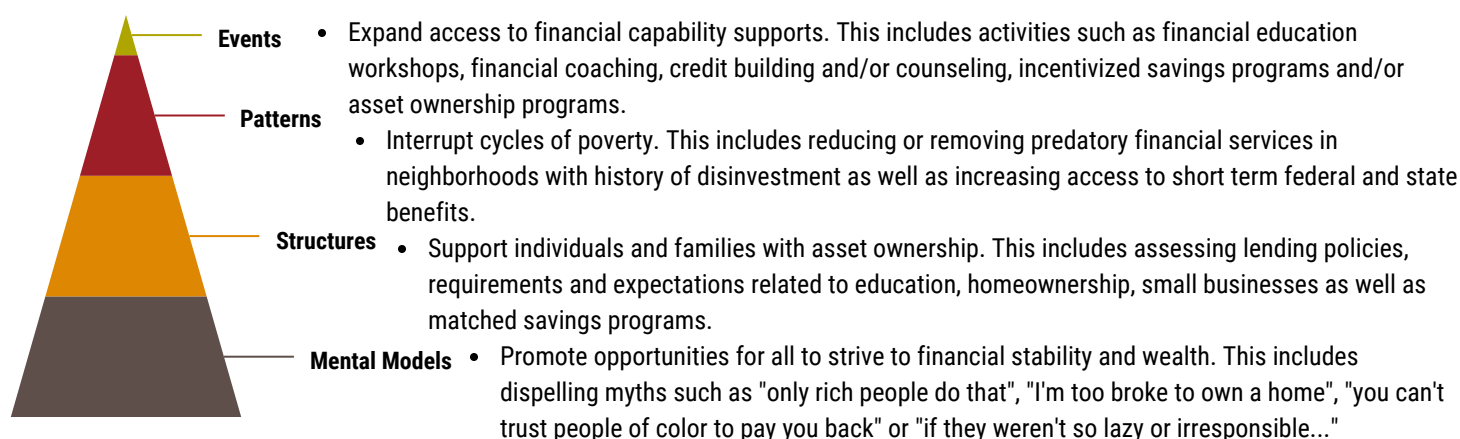 Events
• Expand access to financial capability supports. This includes activities such as financial education
workshops, financial coaching, credit building and/or counseling, incentivized savings programs and/or
asset ownership programs.
Patterns
• Interrupt cycles of poverty. This includes reducing or removing predatory financial services in
neighborhoods with history of disinvestment as well as increasing access to short term federal and state
benefits.
Structures
• Support individuals and families with asset ownership. This includes assessing lending policies,
requirements and expectations related to education, homeownership, small businesses as well as
matched savings programs.
Mental Models
• Promote opportunities for all to strive to financial stability and wealth. This includes
dispelling myths such as "only rich people do that", "I'm too broke to own a home", "you can't
trust people of color to pay you back" or "if they weren't so lazy or irresponsible..."